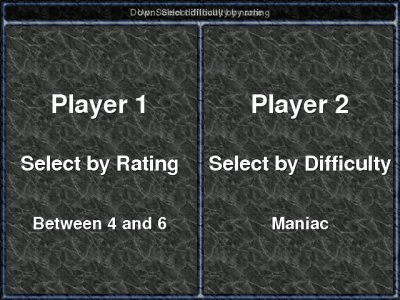 Player 1
Player 2
Select by Rating
Select by Difficulty
Between 4 and 6
Maniac